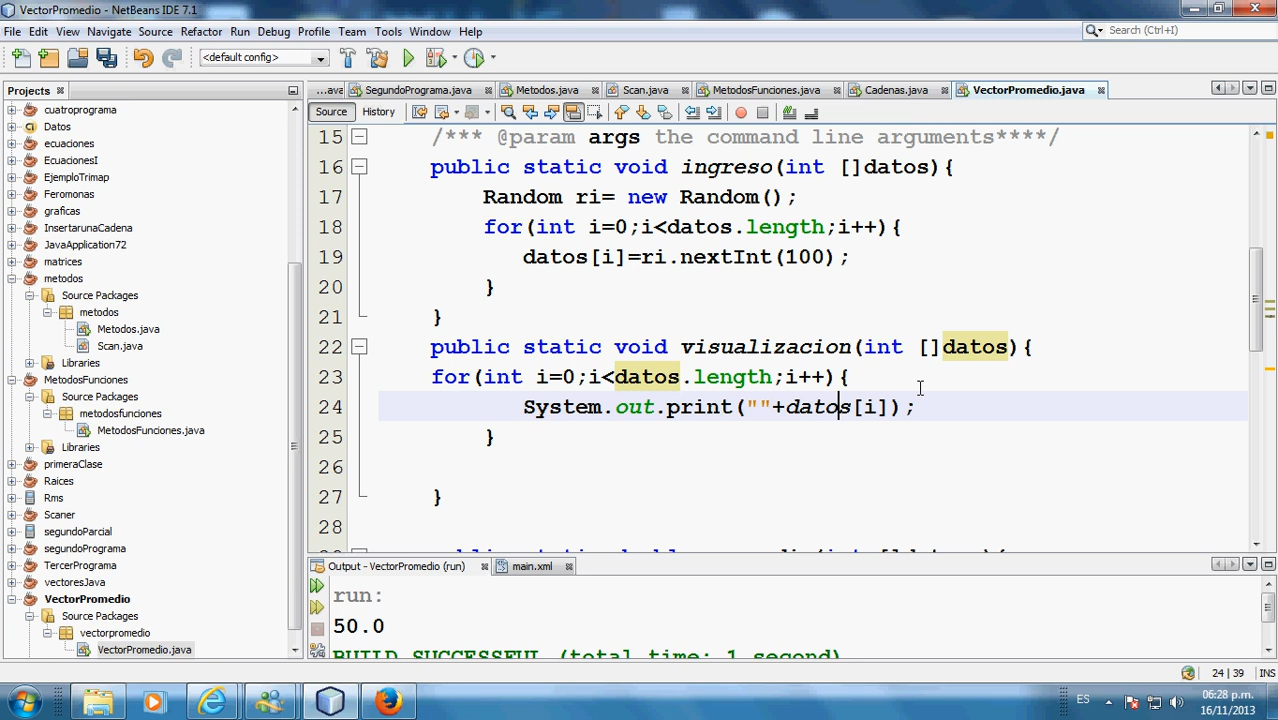 VectorPromedio - NetBeans IDE 7.1
File Edit View Navigate Source Refactor Run Debug Profile Team Tools Window Help
Search (Ctrl+I)
<default config>
Projects
...ava SegundoPrograma.java Metodos.java Scan.java MetodosFunciones.java Cadenas.java VectorPromedio.java
Source History
cuatroprograma
Datos
ecuaciones
EcuacionesI
EjemploTrimap
Feromonas
graficas
InsertarunaCadena
JavaApplication72
matrices
metodos
Source Packages
metodos
Metodos.java
Scan.java
Libraries
MetodosFunciones
Source Packages
metodosfunciones
MetodosFunciones.java
Libraries
primeraClase
Raices
Rms
Scaner
segundoParcial
segundoPrograma
TercerPrograma
vectoresJava
VectorPromedio
Source Packages
vectorpromedio
VectorPromedio.java
15 /*** @param args the command line arguments****/
16 public static void ingreso(int []datos){
17 Random ri= new Random();
18 for(int i=0;i<datos.length;i++){
19 datos[i]=ri.nextInt(100);
20 }
21 }
22 public static void visualizacion(int []datos){
23 for(int i=0;i<datos.length;i++){
24 System.out.print(""+datos[i]);
25 }
26
27 }
28
Output - VectorPromedio (run) main.xml
run:
50.0
BUILD SUCCESSFUL (total time: 1 second)
24 | 39 INS
ES
06:28 p.m.
16/11/2013